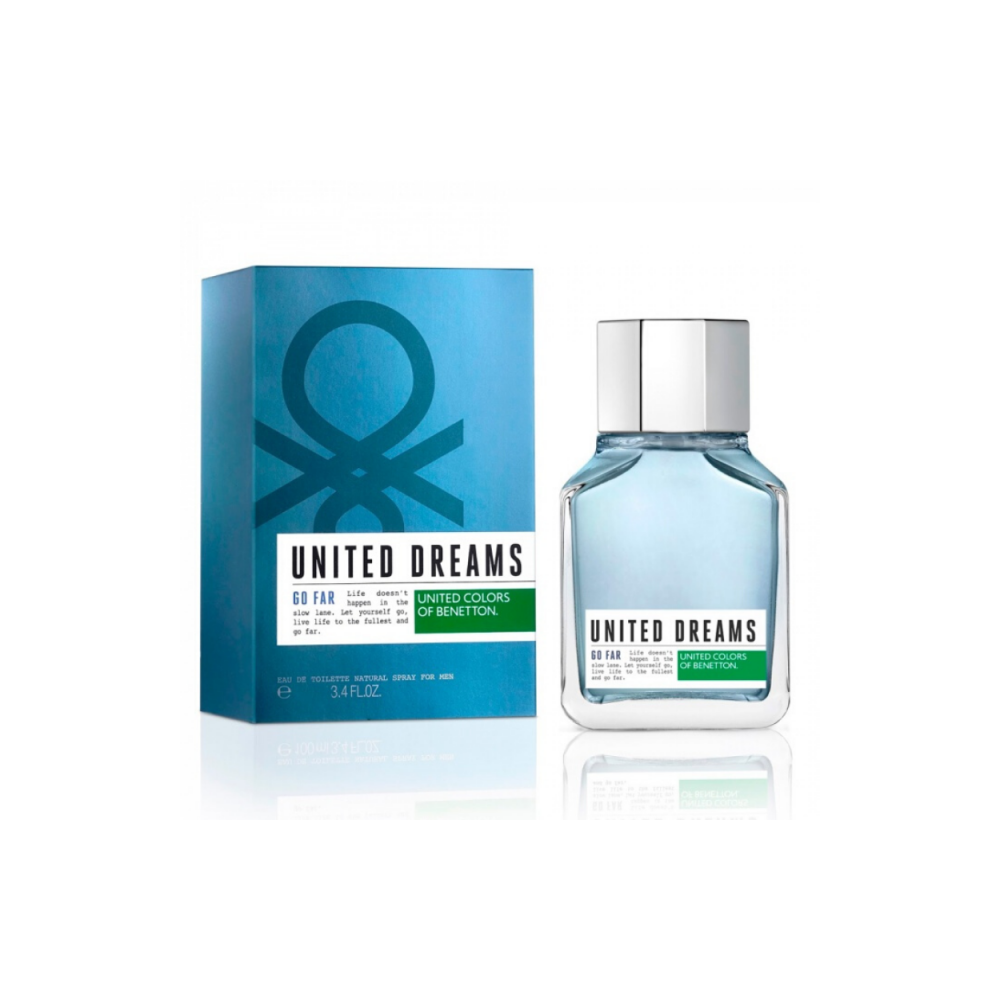 UNITED DREAMS
GO FAR Life doesn't
happen in the
slow lane. Let yourself go,
live life to the fullest and
go far.
UNITED COLORS
OF BENETTON.
EAU DE TOILETTE NATURAL SPRAY FOR MEN
e 3.4 FL.OZ.
UNITED DREAMS
GO FAR Life doesn't
happen in the
slow lane. Let yourself go,
live life to the fullest
and go far.
UNITED COLORS
OF BENETTON.